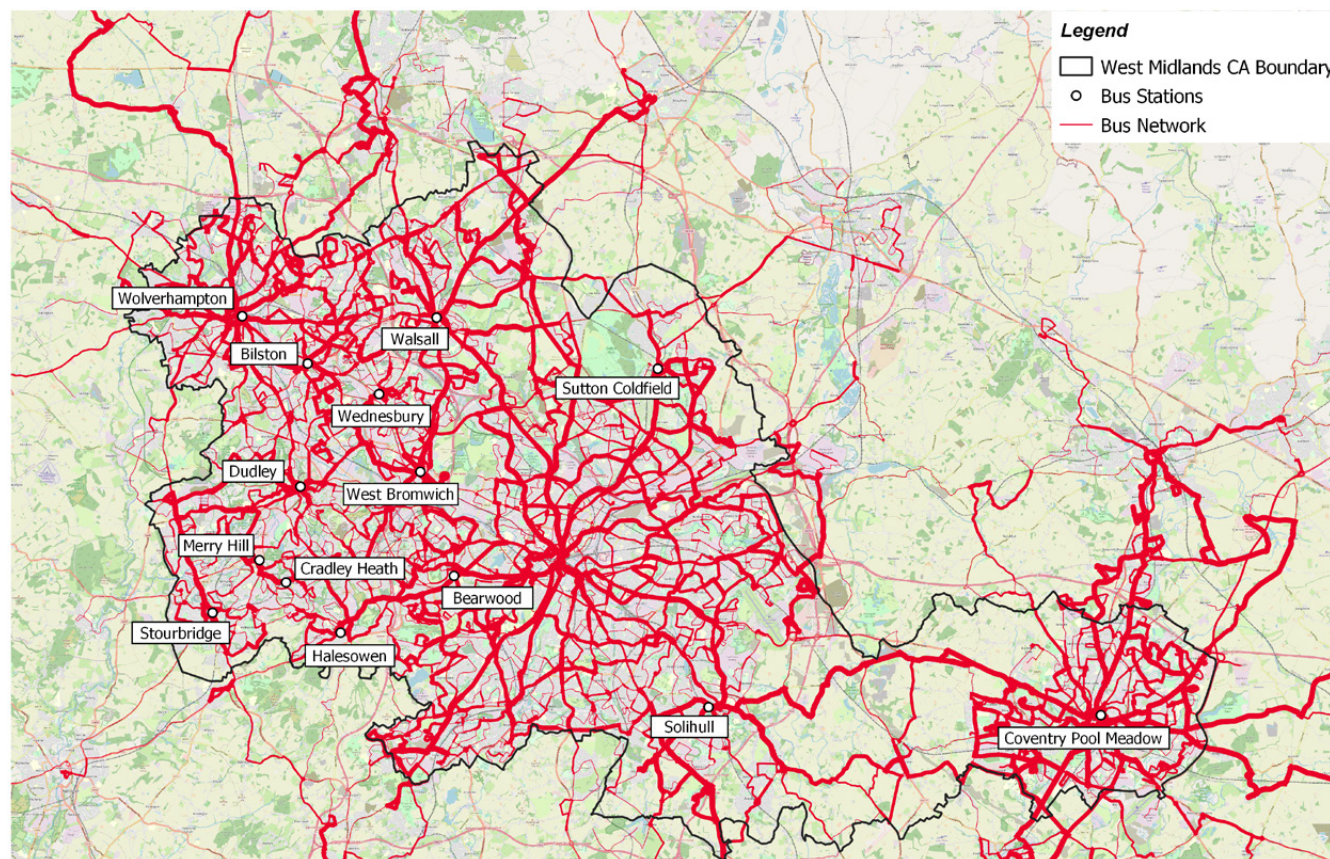 Legend
West Midlands CA Boundary
Bus Stations
Bus Network
Wolverhampton
Walsall
Bilston
Sutton Coldfield
Wednesbury
Dudley
West Bromwich
Merry Hill
Cradley Heath
Bearwood
Stourbridge
Halesowen
Solihull
Coventry Pool Meadow